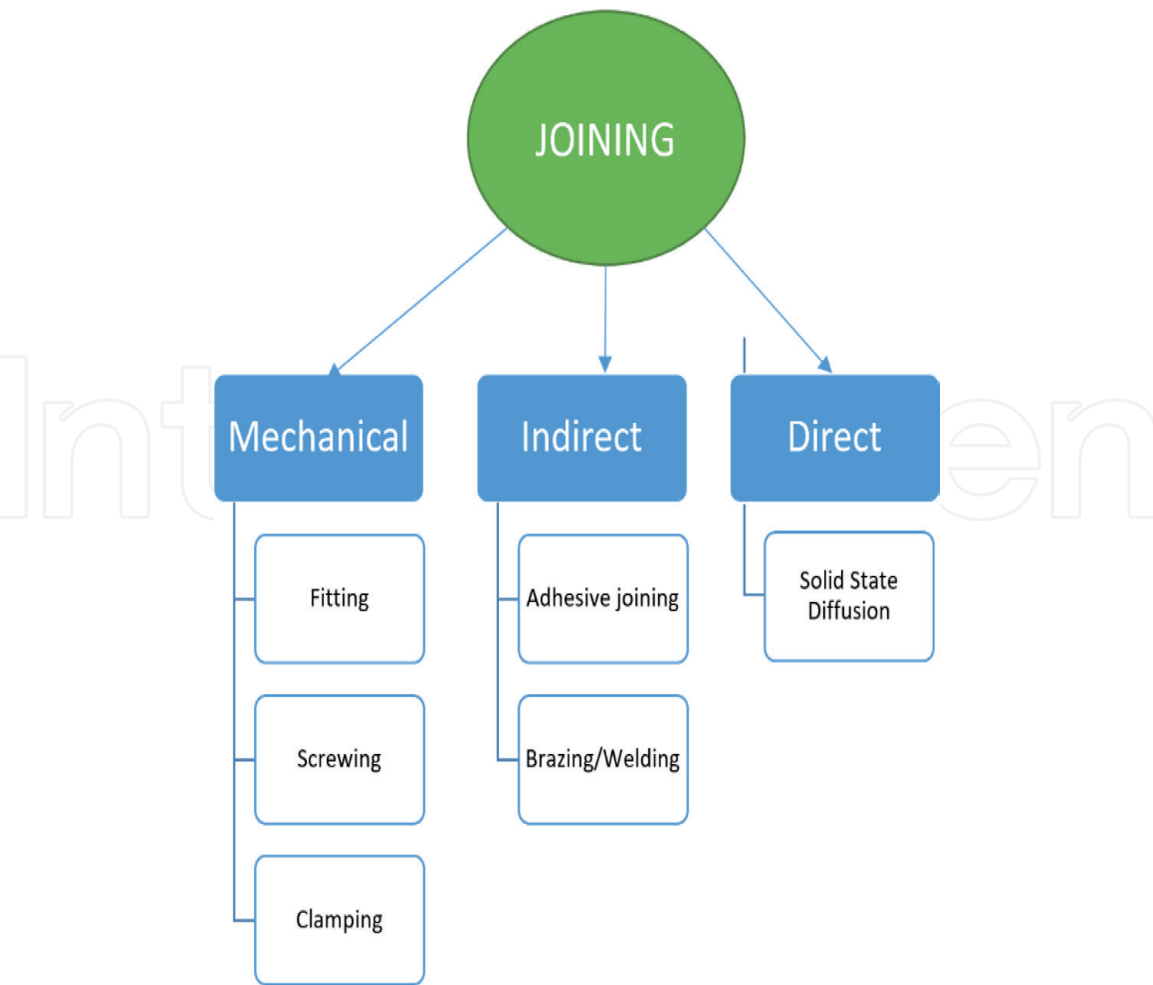 JOINING
Mechanical
Indirect
Direct
Fitting
Adhesive joining
Solid State
Diffusion
Screwing
Brazing/Welding
Clamping